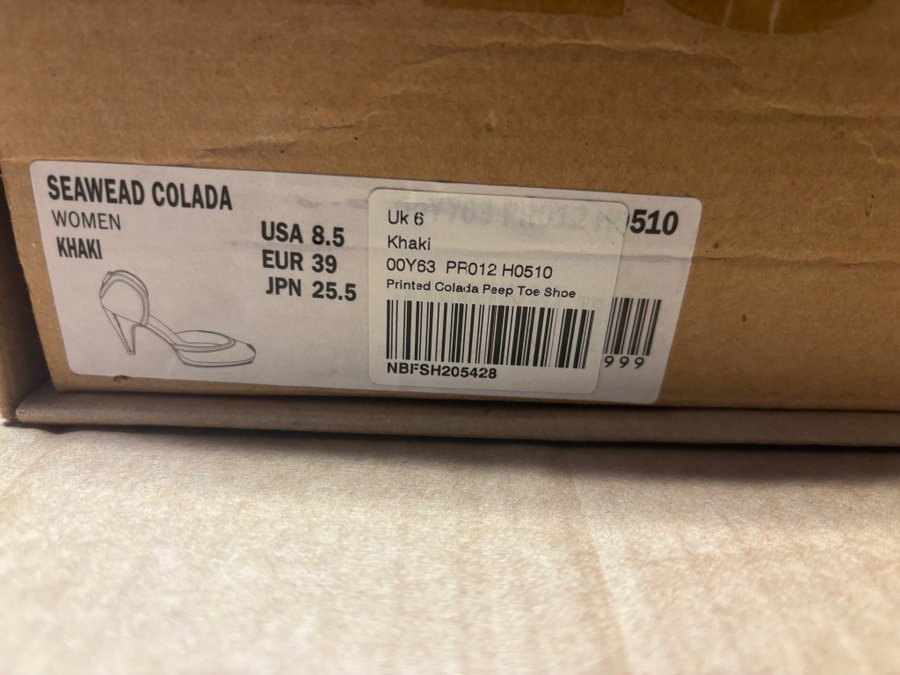 SEAWEAD COLADA
WOMEN
KHAKI
USA 8.5
EUR 39
JPN 25.5
Uk 6
Khaki
00Y63 PR012 H0510
Printed Colada Peep Toe Shoe
NBFSH205428
510
999